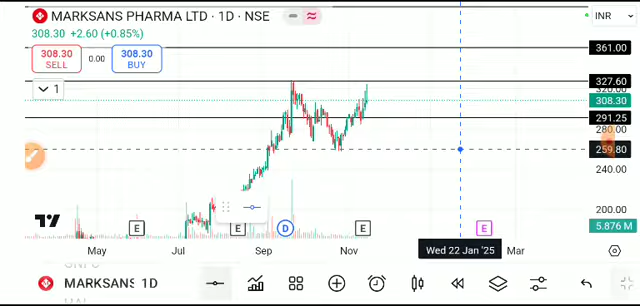 MARKSANS PHARMA LTD · 1D · NSE
INR
308.30 +2.60 (+0.85%)
308.30
SELL
0.00
308.30
BUY
1
361.00
327.60
320.00
308.30
291.25
280.00
259.80
240.00
200.00
5.876 M
E
E
D
E
E
May
Jul
Sep
Nov
Wed 22 Jan '25
Mar
MARKSANS 1D